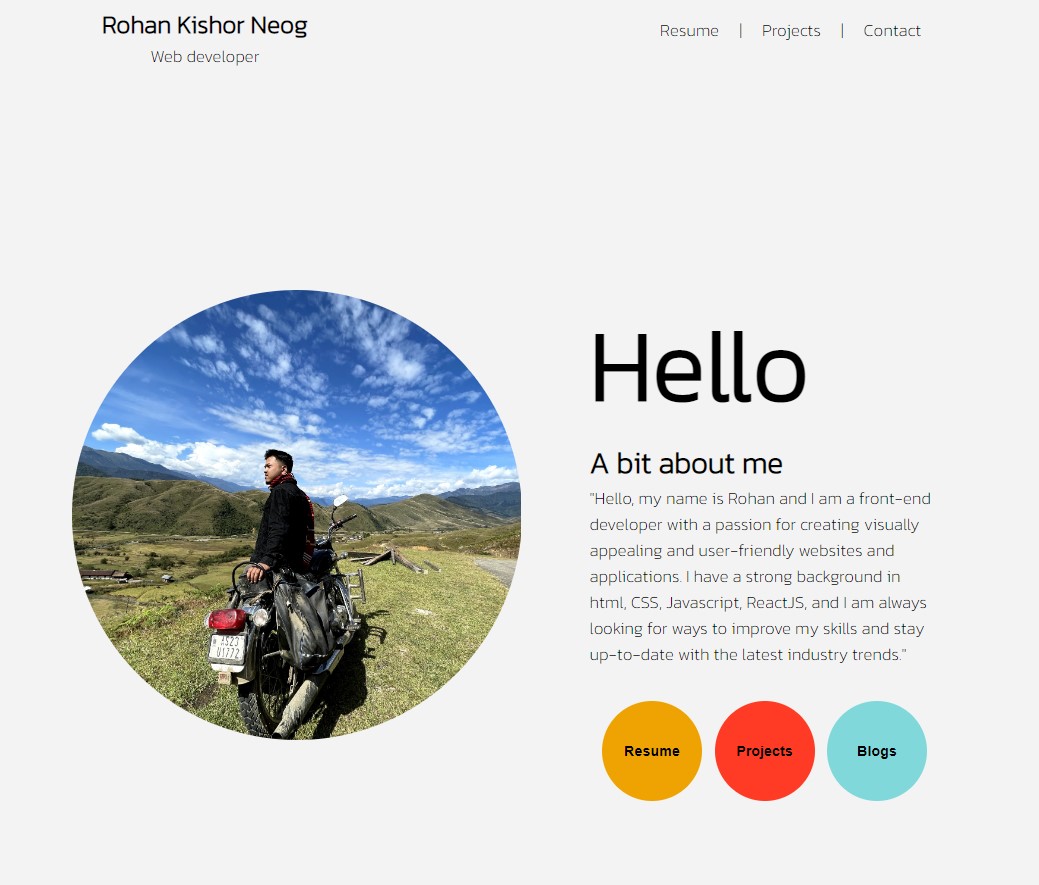 Rohan Kishor Neog
Web developer
Resume | Projects | Contact
Hello
A bit about me
"Hello, my name is Rohan and I am a front-end
developer with a passion for creating visually
appealing and user-friendly websites and
applications. I have a strong background in
html, CSS, Javascript, ReactJS, and I am always
looking for ways to improve my skills and stay
up-to-date with the latest industry trends."
AS23
U1772
Resume
Projects
Blogs